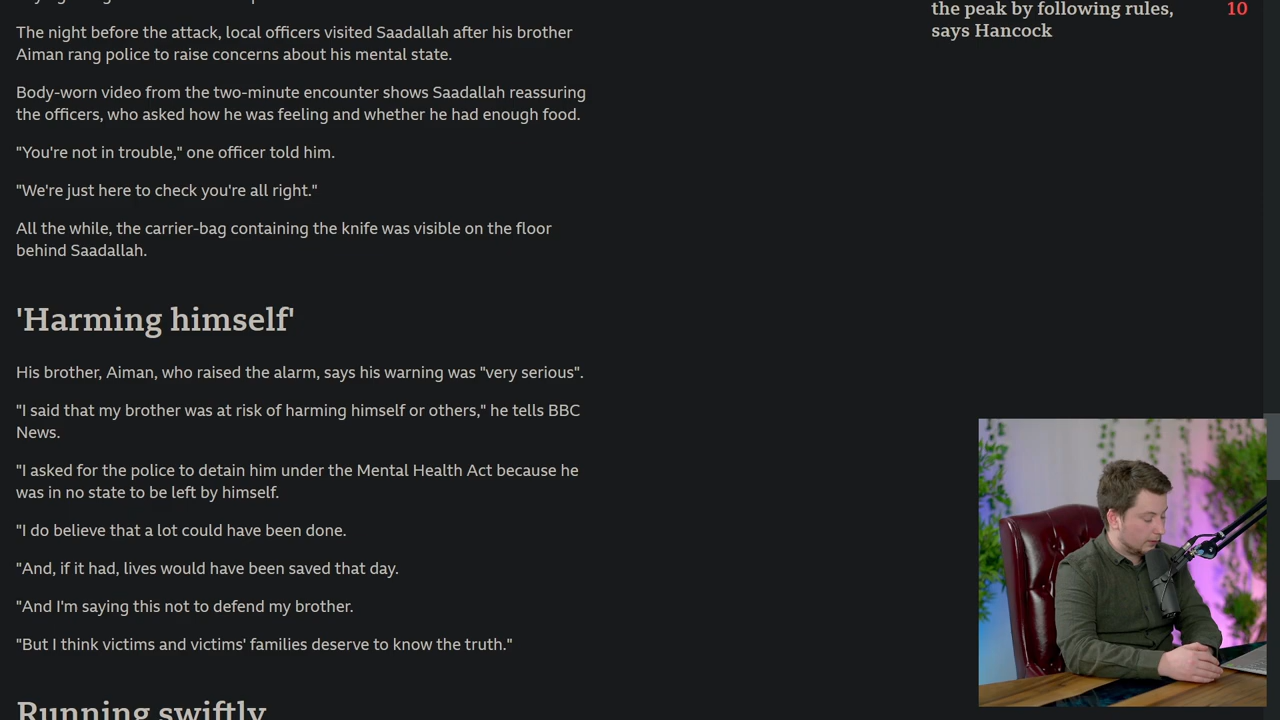 The night before the attack, local officers visited Saadallah after his brother
Aiman rang police to raise concerns about his mental state.
Body-worn video from the two-minute encounter shows Saadallah reassuring
the officers, who asked how he was feeling and whether he had enough food.
"You're not in trouble," one officer told him.
"We're just here to check you're all right."
All the while, the carrier-bag containing the knife was visible on the floor
behind Saadallah.
'Harming himself'
His brother, Aiman, who raised the alarm, says his warning was "very serious".
"I said that my brother was at risk of harming himself or others," he tells BBC
News.
"I asked for the police to detain him under the Mental Health Act because he
was in no state to be left by himself.
"I do believe that a lot could have been done.
"And, if it had, lives would have been saved that day.
"And I'm saying this not to defend my brother.
"But I think victims and victims' families deserve to know the truth."
Running swiftly
the peak by following rules,
says Hancock
10